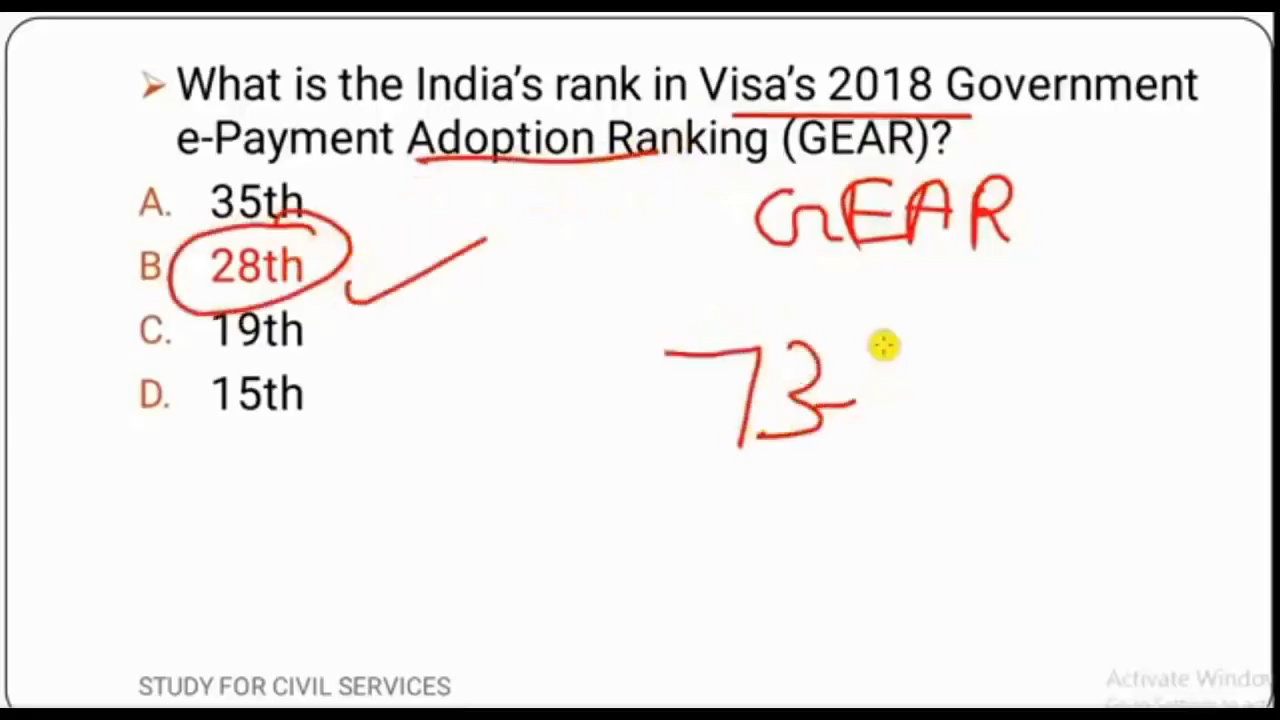 What is the India's rank in Visa's 2018 Government
e-Payment Adoption Ranking (GEAR)?
A. 35th
GEAR
B. 28th
C. 19th
73
D. 15th
STUDY FOR CIVIL SERVICES
Activate Window